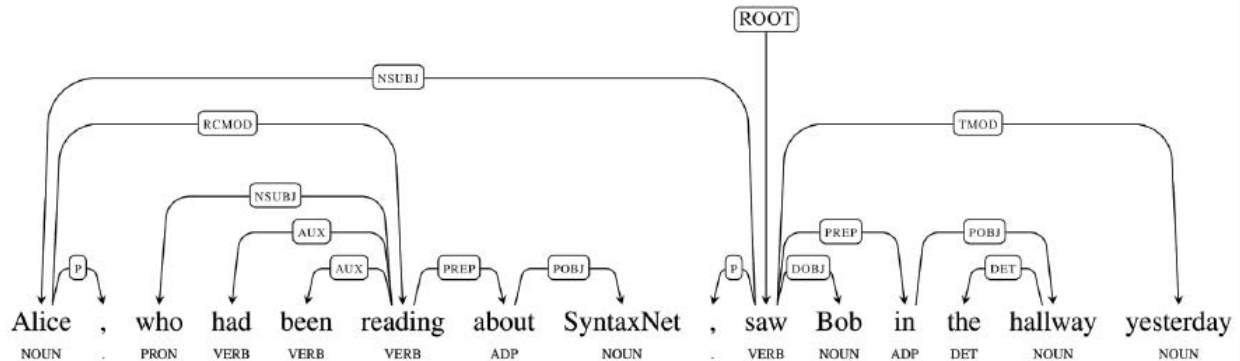 ROOT
NSUBJ
RCMOD TMOD
NSUBJ
AUX PREP POBJ
P AUX PREP POBJ P DOBJ DET
Alice , who had been reading about SyntaxNet , saw Bob in the hallway yesterday
NOUN . PRON VERB VERB VERB ADP NOUN . VERB NOUN ADP DET NOUN NOUN